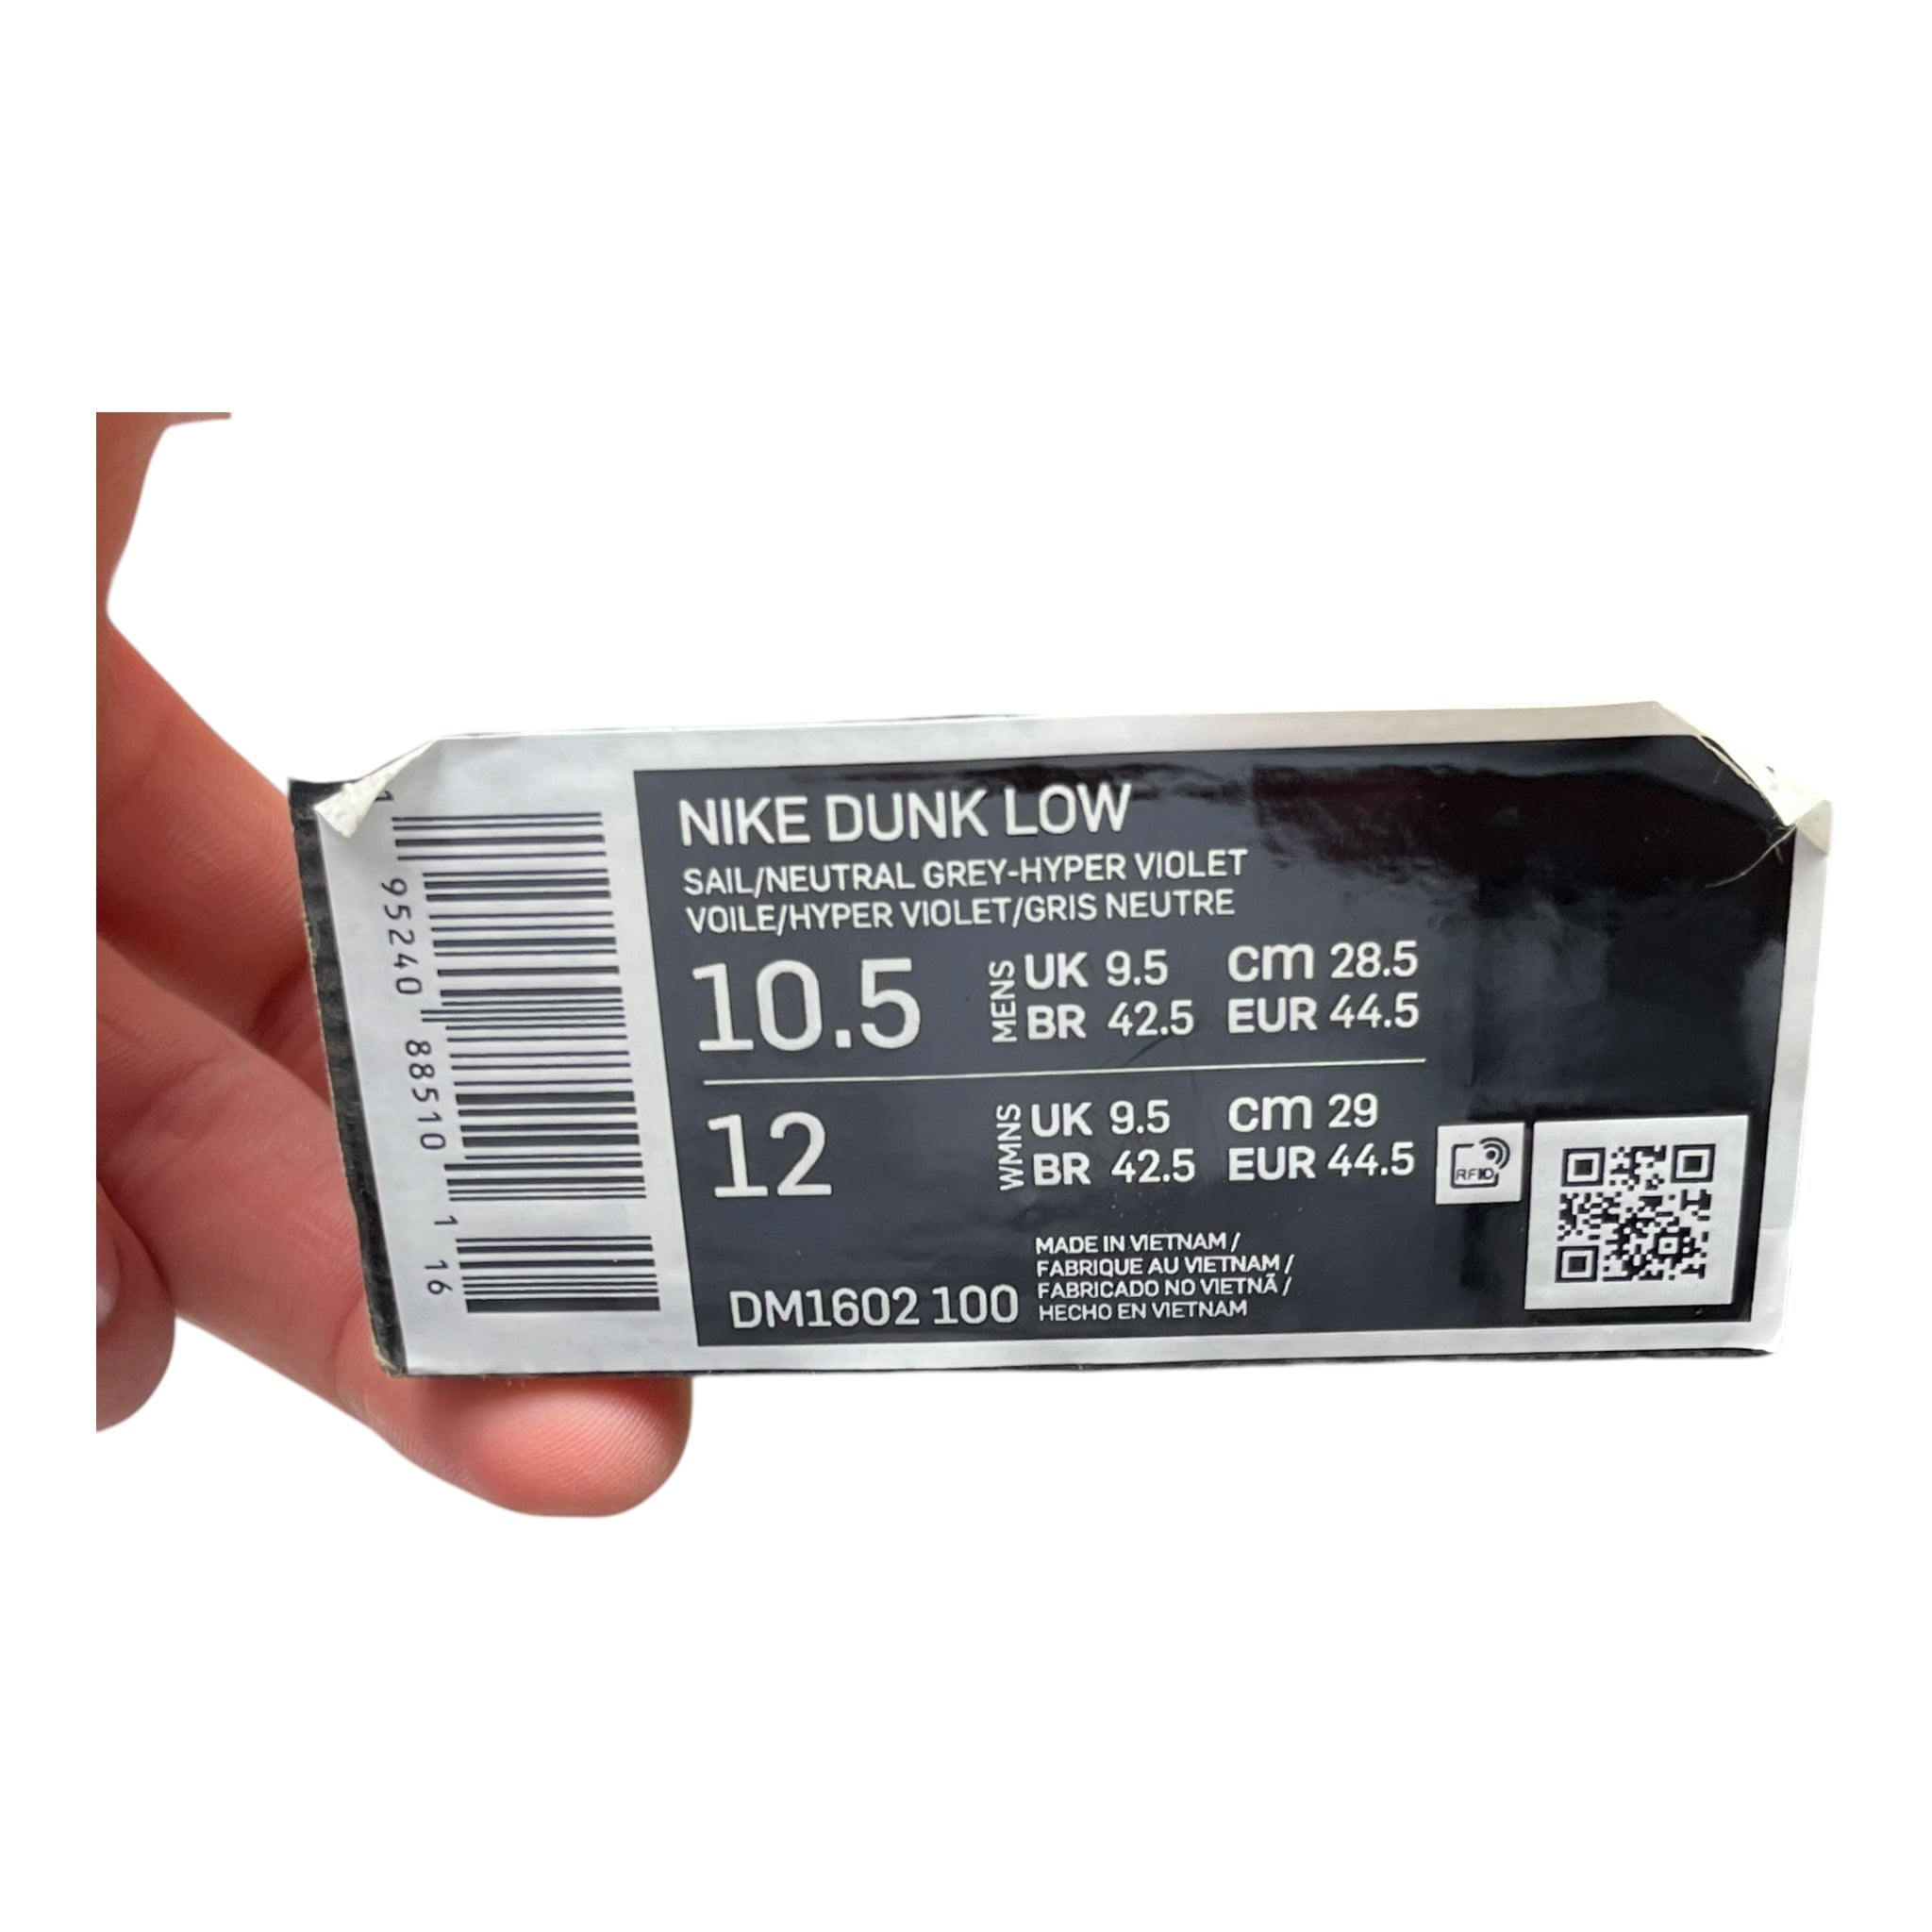 NIKE DUNK LOW
SAIL/NEUTRAL GREY-HYPER VIOLET
VOILE/HYPER VIOLET/GRIS NEUTRE
10.5 MENS UK 9.5 cm 28.5
BR 42.5 EUR 44.5
12 WMNS UK 9.5 cm 29
BR 42.5 EUR 44.5
RFID
MADE IN VIETNAM /
FABRIQUE AU VIETNAM /
FABRICADO NO VIETNÃ /
HECHO EN VIETNAM
DM1602 100
1 95240 88510 1 16